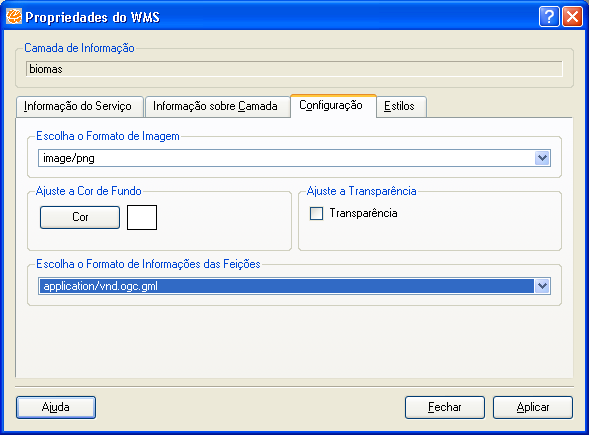 Propriedades do WMS
Camada de Informação
biomas
Informação do Serviço Informação sobre Camada Configuração Estilos
Escolha o Formato de Imagem
image/png
Ajuste a Cor de Fundo Ajuste a Transparência
Cor Transparência
Escolha o Formato de Informações das Feições
application/vnd.ogc.gml
Ajuda Fechar Aplicar